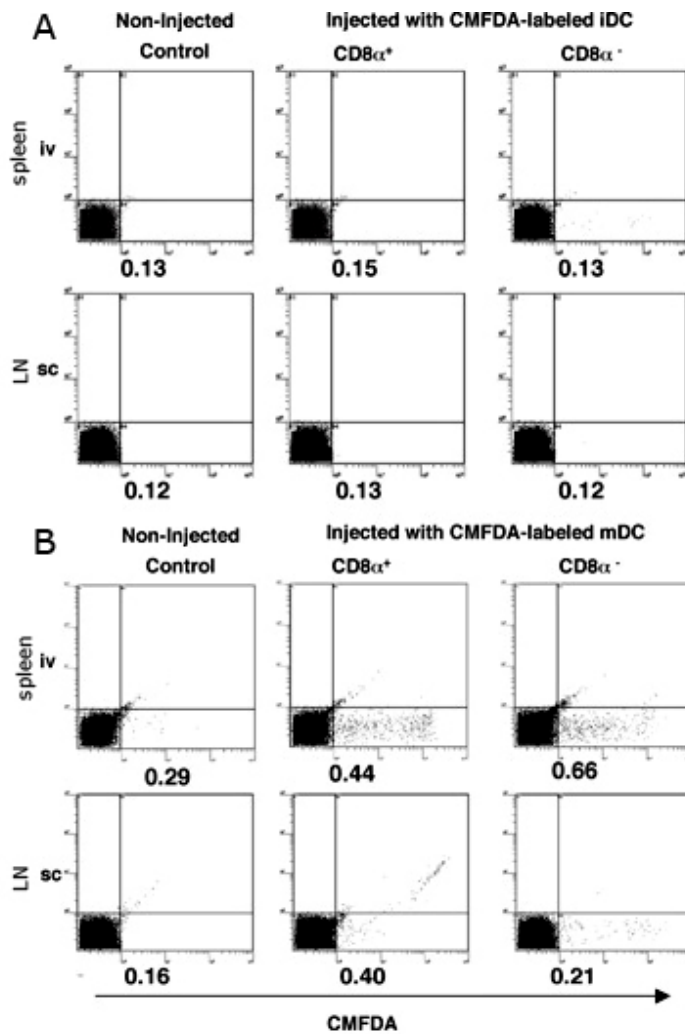 A
Non-Injected Injected with CMFDA-labeled iDC
Control CD8α⁺ CD8α⁻
spleen iv
0.13 0.15 0.13
LN sc
0.12 0.13 0.12
B
Non-Injected Injected with CMFDA-labeled mDC
Control CD8α⁺ CD8α⁻
spleen iv
0.29 0.44 0.66
LN sc
0.16 0.40 0.21
CMFDA